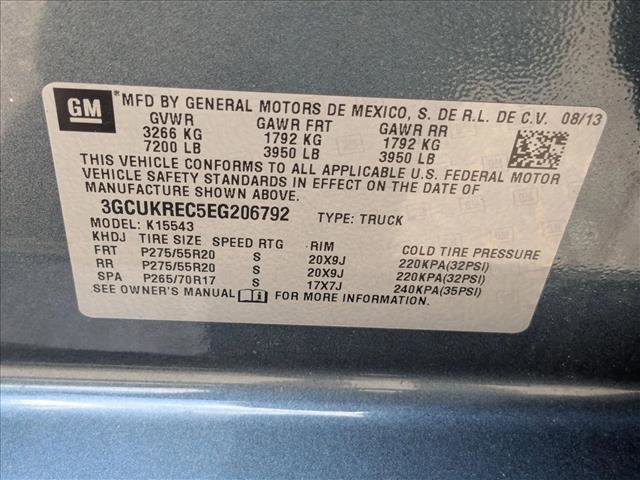 GM
*MFD BY GENERAL MOTORS DE MEXICO, S. DE R.L. DE C.V. 08/13
GVWR GAWR FRT GAWR RR
3266 KG 1792 KG 1792 KG
7200 LB 3950 LB 3950 LB
THIS VEHICLE CONFORMS TO ALL APPLICABLE U.S. FEDERAL MOTOR
VEHICLE SAFETY STANDARDS IN EFFECT ON THE DATE OF
MANUFACTURE SHOWN ABOVE.
3GCUKREC5EG206792 TYPE: TRUCK
MODEL: K15543
KHDJ TIRE SIZE SPEED RTG RIM COLD TIRE PRESSURE
FRT P275/55R20 S 20X9J 220KPA(32PSI)
RR P275/55R20 S 20X9J 220KPA(32PSI)
SPA P265/70R17 S 17X7J 240KPA(35PSI)
SEE OWNER'S MANUAL i FOR MORE INFORMATION.